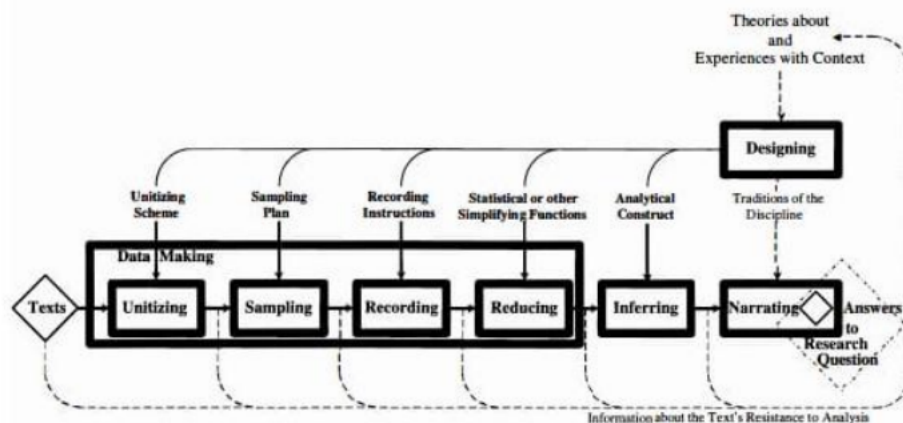 Theories about
and
Experiences with Context
Designing
Unitizing
Scheme
Sampling
Plan
Recording
Instructions
Statistical or other
Simplifying Functions
Analytical
Construct
Traditions of the
Discipline
Data Making
Texts
Unitizing
Sampling
Recording
Reducing
Inferring
Narrating
Answers
to
Research
Question
Information about the Text's Resistance to Analysis